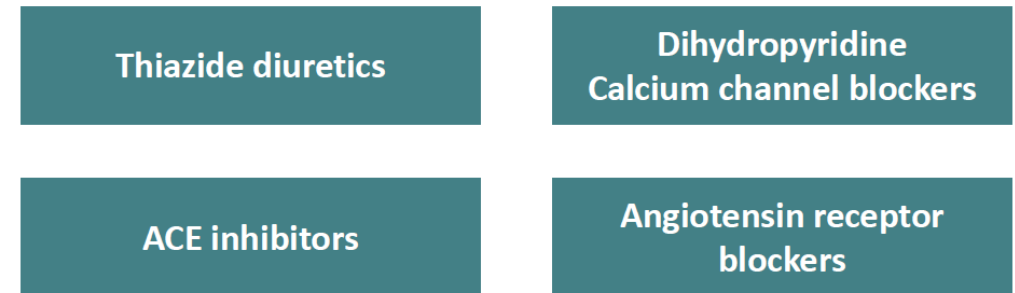 Thiazide diuretics
Dihydropyridine
Calcium channel blockers
ACE inhibitors
Angiotensin receptor
blockers